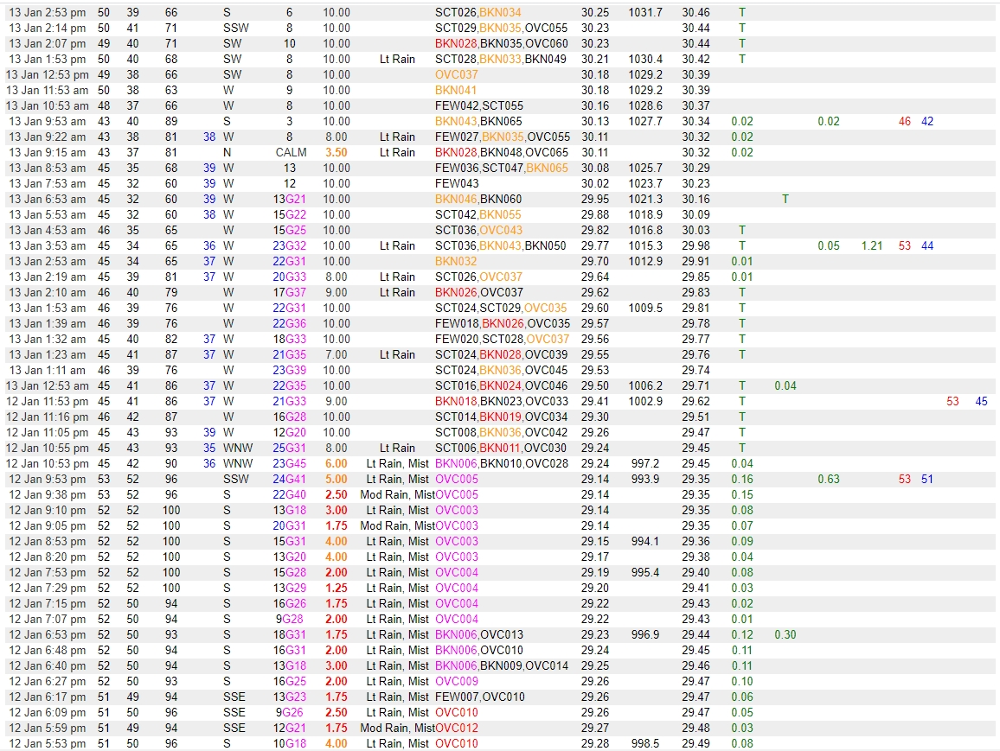 13 Jan 2:53 pm 50 39 66 S 6 10.00 SCT026,BKN034 30.25 1031.7 30.46 T
13 Jan 2:14 pm 50 41 71 SSW 8 10.00 SCT029,BKN035,OVC055 30.23 30.44 T
13 Jan 2:07 pm 49 40 71 SW 10 10.00 BKN028,BKN035,OVC060 30.23 30.44 T
13 Jan 1:53 pm 50 40 68 SW 8 10.00 Lt Rain SCT028,BKN033,BKN049 30.21 1030.4 30.42 T
13 Jan 12:53 pm 49 38 66 SW 8 10.00 OVC037 30.18 1029.2 30.39
13 Jan 11:53 am 50 38 63 W 9 10.00 BKN041 30.18 1029.2 30.39
13 Jan 10:53 am 48 37 66 W 8 10.00 FEW042,SCT055 30.16 1028.6 30.37
13 Jan 9:53 am 43 40 89 S 3 10.00 BKN043,BKN065 30.13 1027.7 30.34 0.02 0.02 46 42
13 Jan 9:22 am 43 38 81 38 W 8 8.00 Lt Rain FEW027,BKN035,OVC055 30.11 30.32 0.02
13 Jan 9:15 am 43 37 81 N CALM 3.50 Lt Rain BKN028,BKN048,OVC065 30.11 30.32 0.02
13 Jan 8:53 am 45 35 68 39 W 13 10.00 FEW036,SCT047,BKN065 30.08 1025.7 30.29
13 Jan 7:53 am 45 32 60 39 W 12 10.00 FEW043 30.02 1023.7 30.23
13 Jan 6:53 am 45 32 60 39 W 13G21 10.00 BKN046,BKN060 29.95 1021.3 30.16 T
13 Jan 5:53 am 45 32 60 38 W 15G22 10.00 SCT042,BKN055 29.88 1018.9 30.09
13 Jan 4:53 am 46 35 65 W 15G25 10.00 SCT036,OVC043 29.82 1016.8 30.03 T
13 Jan 3:53 am 45 34 65 36 W 23G32 10.00 Lt Rain SCT036,BKN043,BKN050 29.77 1015.3 29.98 T 0.05 1.21 53 44
13 Jan 2:53 am 45 34 65 37 W 22G31 10.00 BKN032 29.70 1012.9 29.91 0.01
13 Jan 2:19 am 45 39 81 37 W 20G33 8.00 Lt Rain SCT026,OVC037 29.64 29.85 0.01
13 Jan 2:10 am 46 40 79 W 17G37 9.00 Lt Rain BKN026,OVC037 29.62 29.83 T
13 Jan 1:53 am 46 39 76 W 22G31 10.00 SCT024,SCT029,OVC035 29.60 1009.5 29.81 T
13 Jan 1:39 am 46 39 76 W 22G36 10.00 FEW018,BKN026,OVC035 29.57 29.78 T
13 Jan 1:32 am 45 40 82 37 W 18G33 10.00 FEW020,SCT028,OVC037 29.56 29.77 T
13 Jan 1:23 am 45 41 87 37 W 21G35 7.00 Lt Rain SCT024,BKN028,OVC039 29.55 29.76 T
13 Jan 1:11 am 46 39 76 W 23G39 10.00 SCT024,BKN036,OVC045 29.53 29.74
13 Jan 12:53 am 45 41 86 37 W 22G35 10.00 SCT016,BKN024,OVC046 29.50 1006.2 29.71 T 0.04
12 Jan 11:53 pm 45 41 86 37 W 21G33 9.00 BKN018,BKN023,OVC033 29.41 1002.9 29.62 T 53 45
12 Jan 11:16 pm 46 42 87 W 16G28 10.00 SCT014,BKN019,OVC034 29.30 29.51 T
12 Jan 11:05 pm 45 43 93 39 W 12G20 10.00 SCT008,BKN036,OVC042 29.26 29.47 T
12 Jan 10:55 pm 45 43 93 35 WNW 25G31 8.00 Lt Rain SCT006,BKN011,OVC030 29.24 29.45 T
12 Jan 10:53 pm 45 42 90 36 WNW 23G45 6.00 Lt Rain, Mist BKN006,BKN010,OVC028 29.24 997.2 29.45 0.04
12 Jan 9:53 pm 53 52 96 SSW 24G41 5.00 Lt Rain, Mist OVC005 29.14 993.9 29.35 0.16 0.63 53 51
12 Jan 9:38 pm 53 52 96 S 22G40 2.50 Mod Rain, Mist OVC005 29.14 29.35 0.15
12 Jan 9:10 pm 52 52 100 S 13G18 3.00 Lt Rain, Mist OVC003 29.14 29.35 0.08
12 Jan 9:05 pm 52 52 100 S 20G31 1.75 Mod Rain, Mist OVC003 29.14 29.35 0.07
12 Jan 8:53 pm 52 52 100 S 15G31 4.00 Lt Rain, Mist OVC003 29.15 994.1 29.36 0.09
12 Jan 8:20 pm 52 52 100 S 13G20 4.00 Lt Rain, Mist OVC003 29.17 29.38 0.04
12 Jan 7:53 pm 52 52 100 S 15G28 2.00 Lt Rain, Mist OVC004 29.19 995.4 29.40 0.08
12 Jan 7:29 pm 52 52 100 S 13G29 1.25 Lt Rain, Mist OVC004 29.20 29.41 0.03
12 Jan 7:15 pm 52 50 94 S 16G26 1.75 Lt Rain, Mist OVC004 29.22 29.43 0.02
12 Jan 7:07 pm 52 50 94 S 9G28 2.00 Lt Rain, Mist OVC004 29.22 29.43 0.01
12 Jan 6:53 pm 52 50 93 S 18G31 1.75 Lt Rain, Mist BKN006,OVC013 29.23 996.9 29.44 0.12 0.30
12 Jan 6:48 pm 52 50 94 S 16G31 2.00 Lt Rain, Mist BKN006,OVC010 29.24 29.45 0.11
12 Jan 6:40 pm 52 50 94 S 13G18 3.00 Lt Rain, Mist BKN006,BKN009,OVC014 29.25 29.46 0.11
12 Jan 6:27 pm 52 50 93 S 16G25 2.00 Lt Rain, Mist OVC009 29.26 29.47 0.10
12 Jan 6:17 pm 51 49 94 SSE 13G23 1.75 Lt Rain, Mist FEW007,OVC010 29.26 29.47 0.06
12 Jan 6:09 pm 51 50 96 SSE 9G26 2.50 Lt Rain, Mist OVC010 29.26 29.47 0.05
12 Jan 5:59 pm 51 49 94 SSE 12G21 1.75 Mod Rain, Mist OVC012 29.27 29.48 0.03
12 Jan 5:53 pm 51 50 96 S 10G18 4.00 Lt Rain, Mist OVC010 29.28 998.5 29.49 0.08